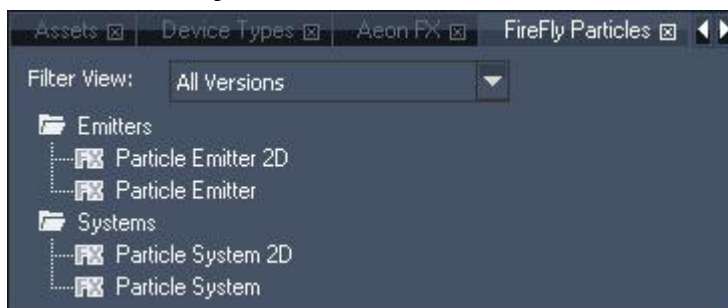 Assets Device Types Aeon FX FireFly Particles
Filter View: All Versions
Emitters
FX Particle Emitter 2D
FX Particle Emitter
Systems
FX Particle System 2D
FX Particle System